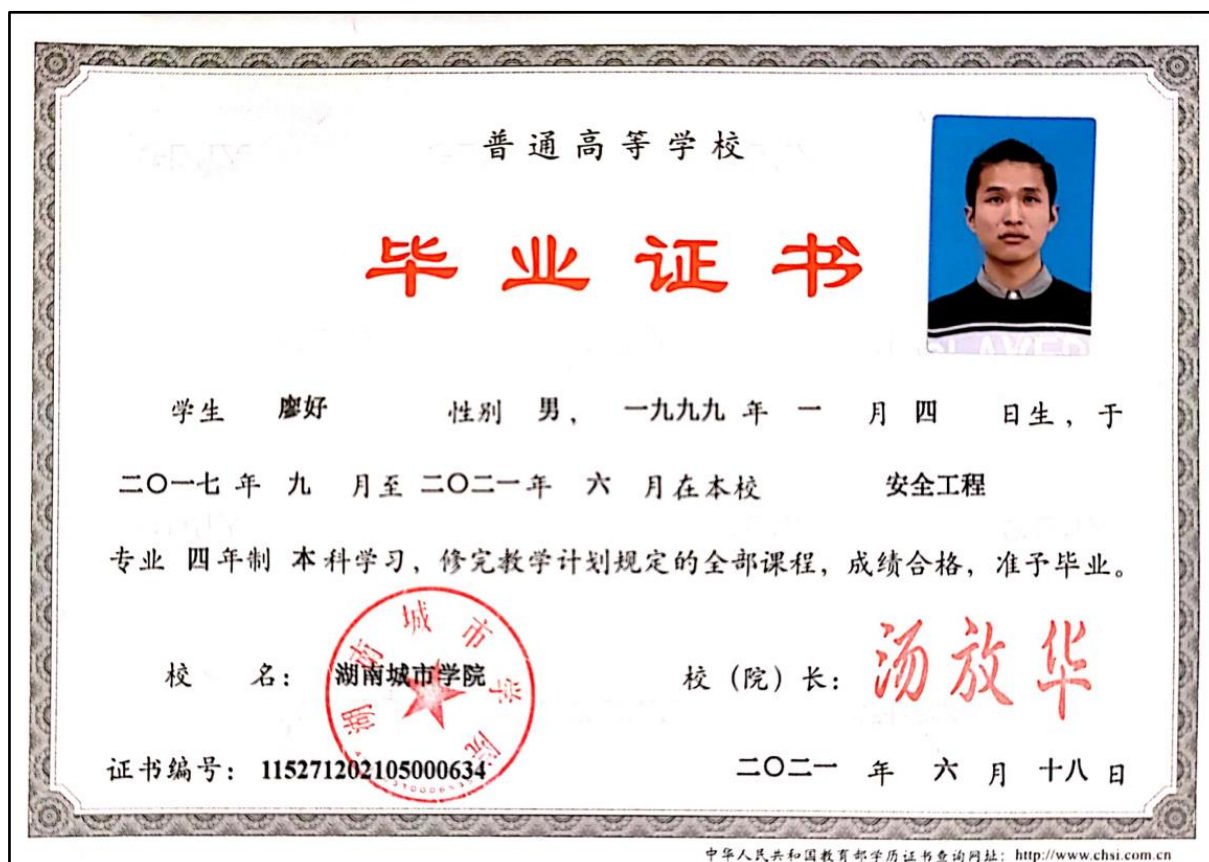 普通高等学校
毕业证书
学生 廖好 性别 男， 一九九九 年 一 月 四 日生，于
二〇一七 年 九 月至 二〇二一 年 六 月在本校 安全工程
专业 四年制 本科学习，修完教学计划规定的全部课程，成绩合格，准予毕业。
校 名： 湖南城市学院 校（院）长： 汤放华
湖南城市学院
证书编号： 115271202105000634 二〇二一 年 六 月 十八 日
中华人民共和国教育部学历证书查询网址： http://www.chsi.com.cn